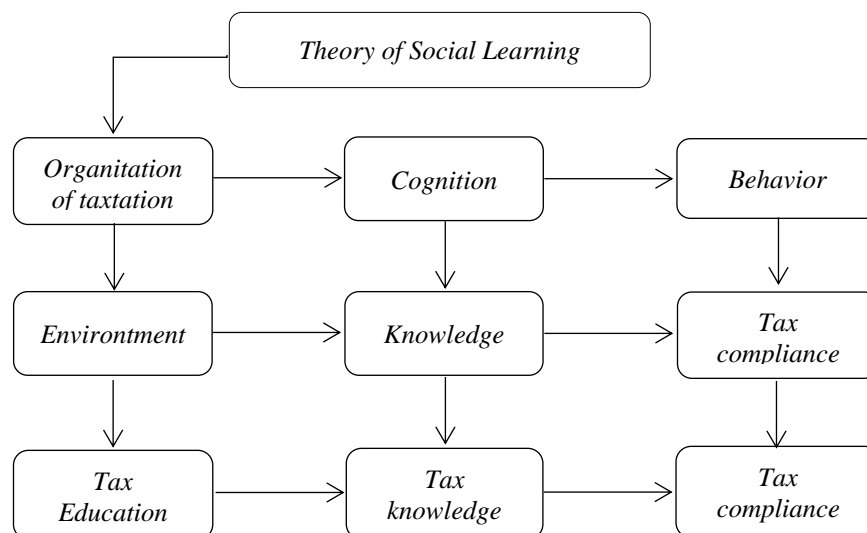 Theory of Social Learning
Organitation
of taxtation
Cognition
Behavior
Environtment
Knowledge
Tax
compliance
Tax
Education
Tax
knowledge
Tax
compliance